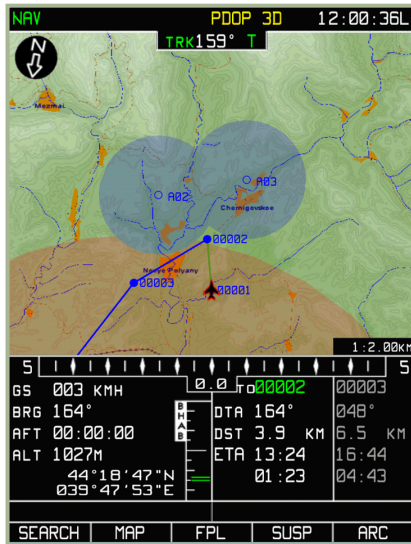 NAV PDOP 3D 12:00:36L
TRK159° T
N
Mezmai
A02
A03
Chernigovskoe
00002
Novye Polyany
00003
00001
1:2.00KM
5 5
GS 003 KMH 0.0 TO00002 00003
BRG 164° DTA 164° 048°
BHAB
AFT 00:00:00 DST 3.9 KM 6.5 KM
ALT 1027M ETA 13:24 16:44
44°18'47"N 01:23 04:43
039°47'53"E
SEARCH MAP FPL SUSP ARC